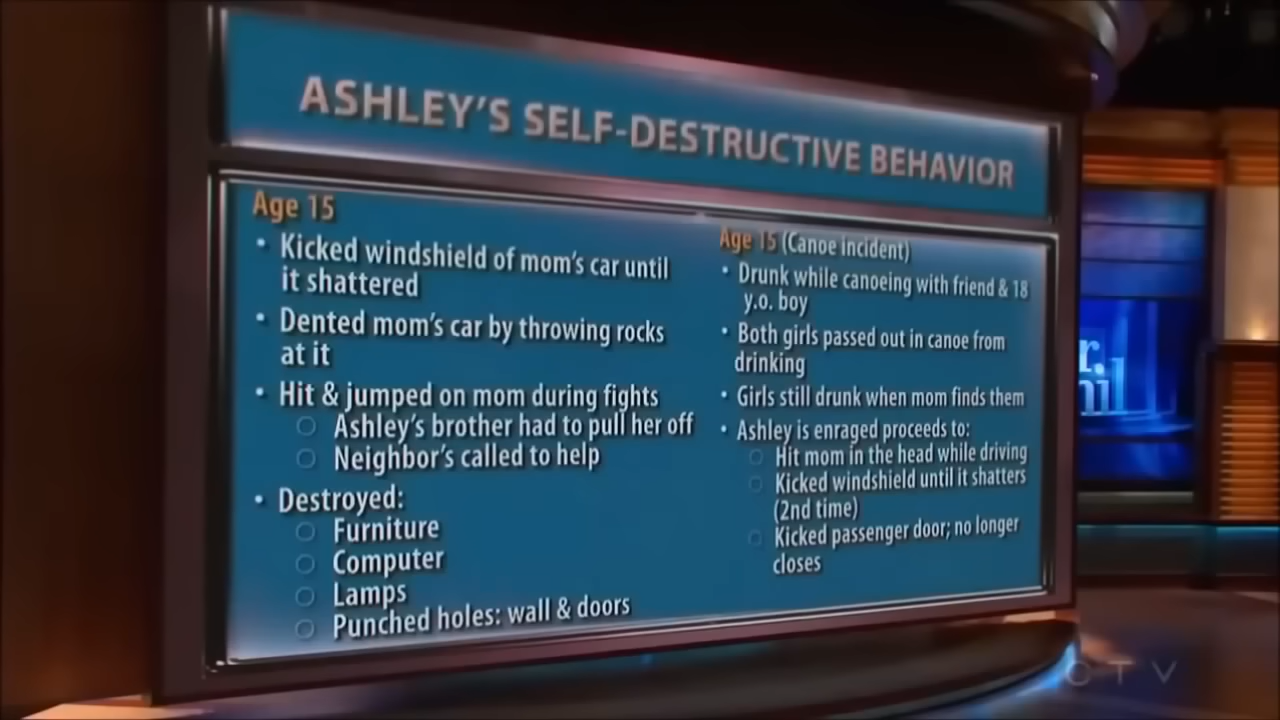 ASHLEY'S SELF-DESTRUCTIVE BEHAVIOR
Age 15
• Kicked windshield of mom's car until
it shattered
• Dented mom's car by throwing rocks
at it
• Hit & jumped on mom during fights
○ Ashley's brother had to pull her off
○ Neighbor's called to help
• Destroyed:
○ Furniture
○ Computer
○ Lamps
○ Punched holes: wall & doors
Age 15 (Canoe incident)
• Drunk while canoeing with friend & 18
y.o. boy
• Both girls passed out in canoe from
drinking
• Girls still drunk when mom finds them
• Ashley is enraged proceeds to:
○ Hit mom in the head while driving
○ Kicked windshield until it shatters
(2nd time)
○ Kicked passenger door; no longer
closes
CTV